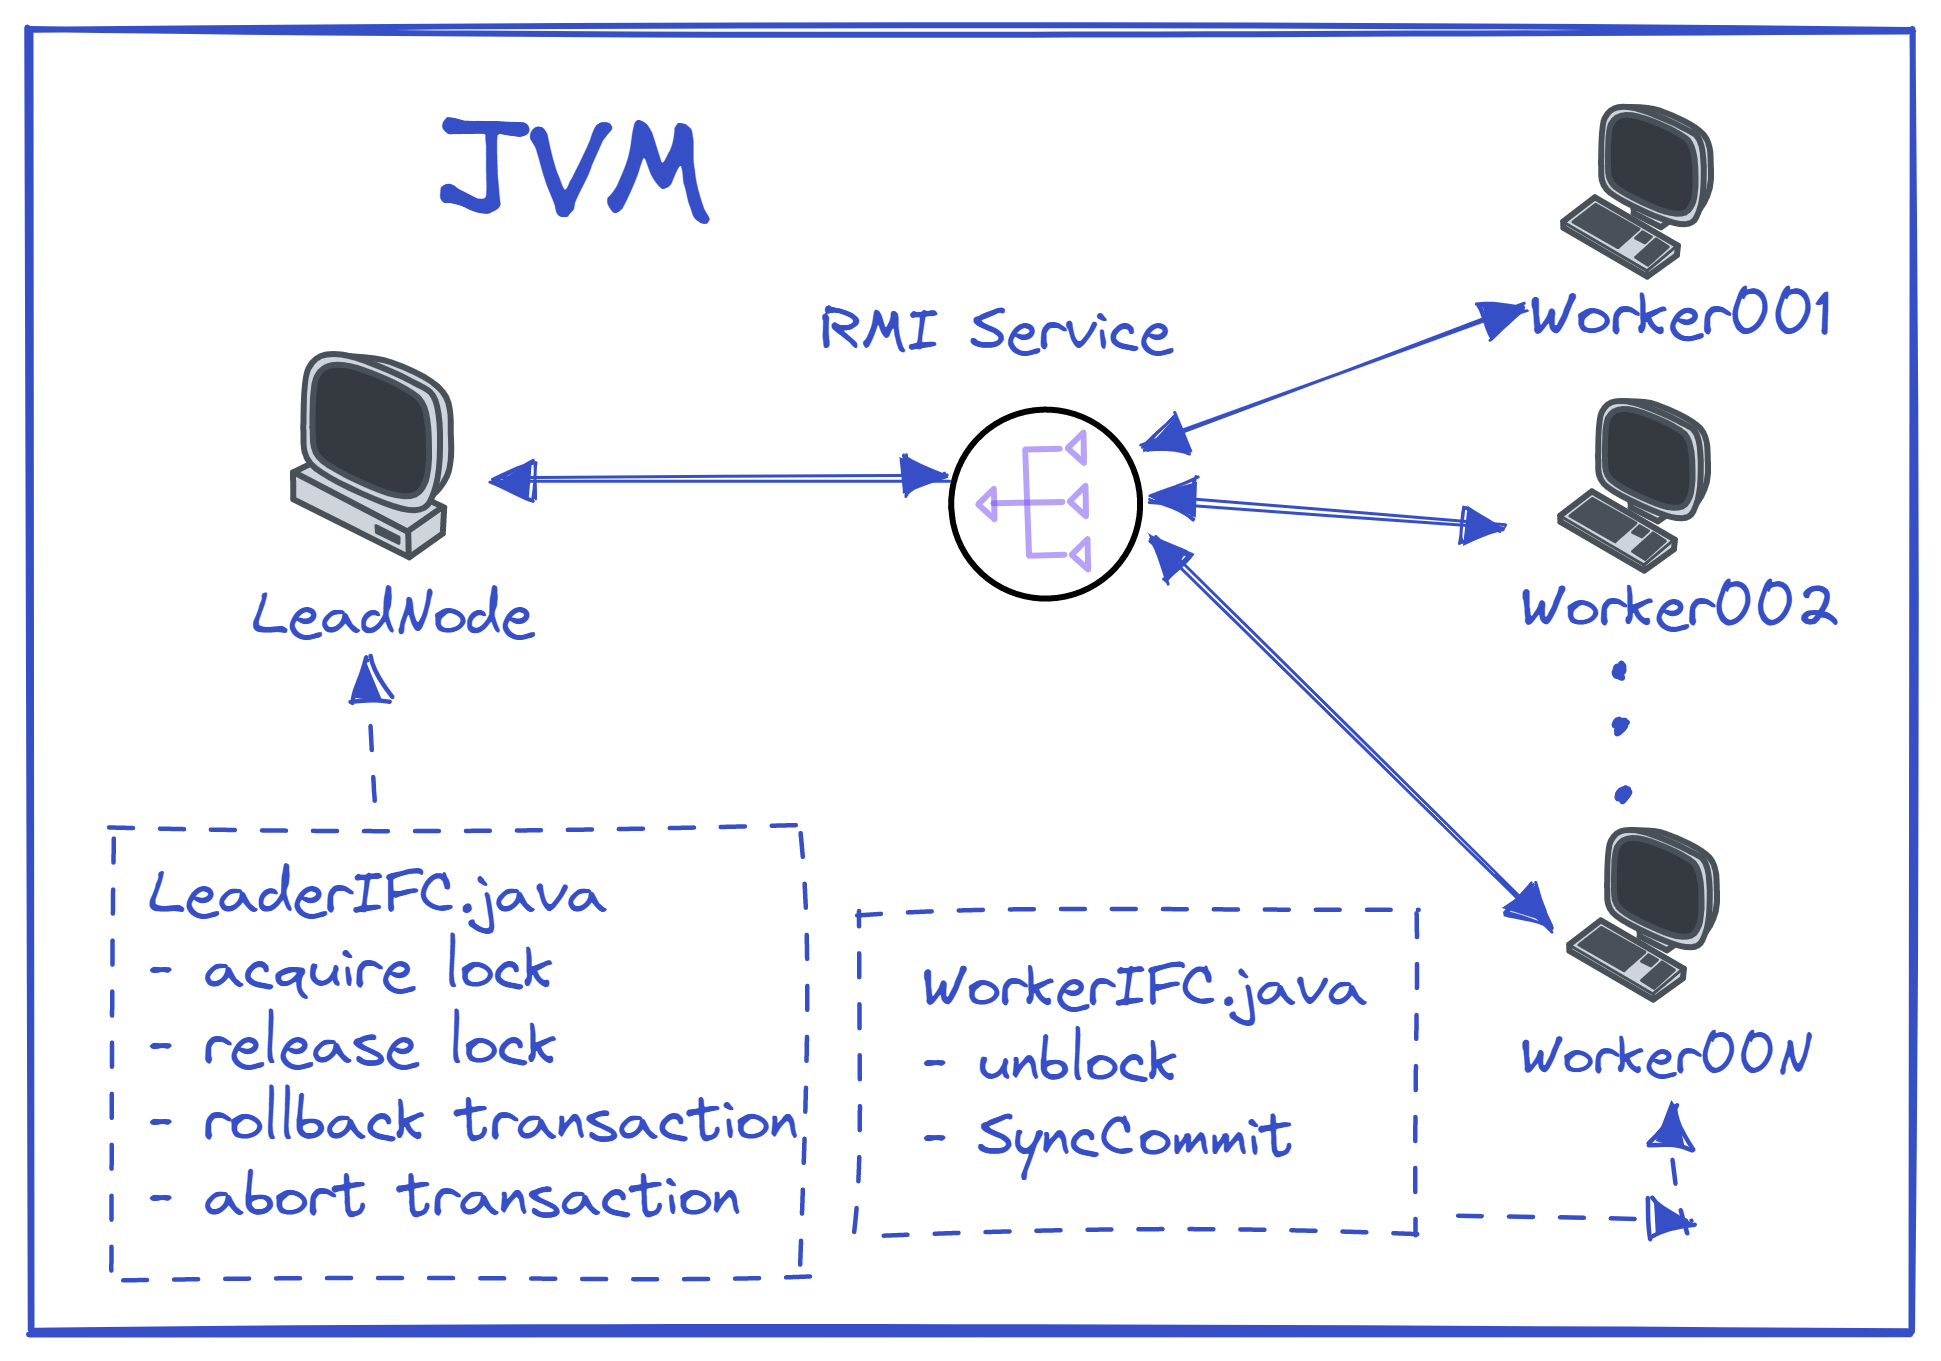 JVM
RMI Service
Worker001
LeadNode
Worker002
LeaderIFC.java
- acquire lock
- release lock
- rollback transaction
- abort transaction
WorkerIFC.java
- unblock
- SyncCommit
Worker00N